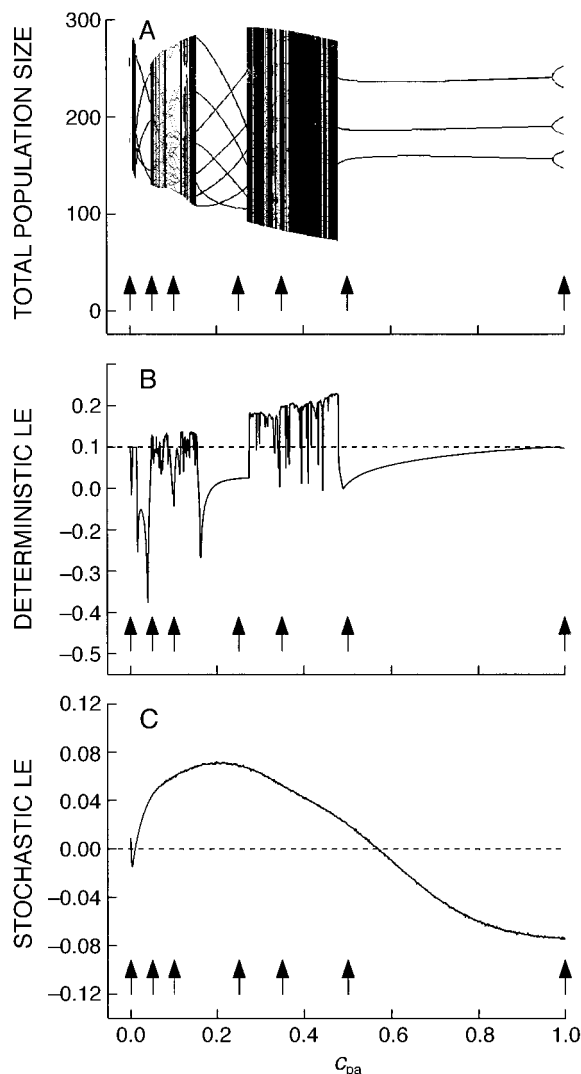 A
TOTAL POPULATION SIZE
300
200
100
0
B
DETERMINISTIC LE
0.2
0.1
0.0
−0.1
−0.2
−0.3
−0.4
−0.5
C
STOCHASTIC LE
0.12
0.08
0.04
0.00
−0.04
−0.08
−0.12
0.0 0.2 0.4 0.6 0.8 1.0
cpa